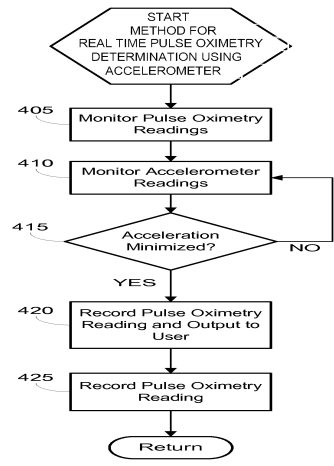 START
METHOD FOR
REAL TIME PULSE OXIMETRY
DETERMINATION USING
ACCELEROMETER
405
Monitor Pulse Oximetry
Readings
410
Monitor Accelerometer
Readings
415
Acceleration
Minimized?
NO
YES
420
Record Pulse Oximetry
Reading and Output to
User
425
Record Pulse Oximetry
Reading
Return